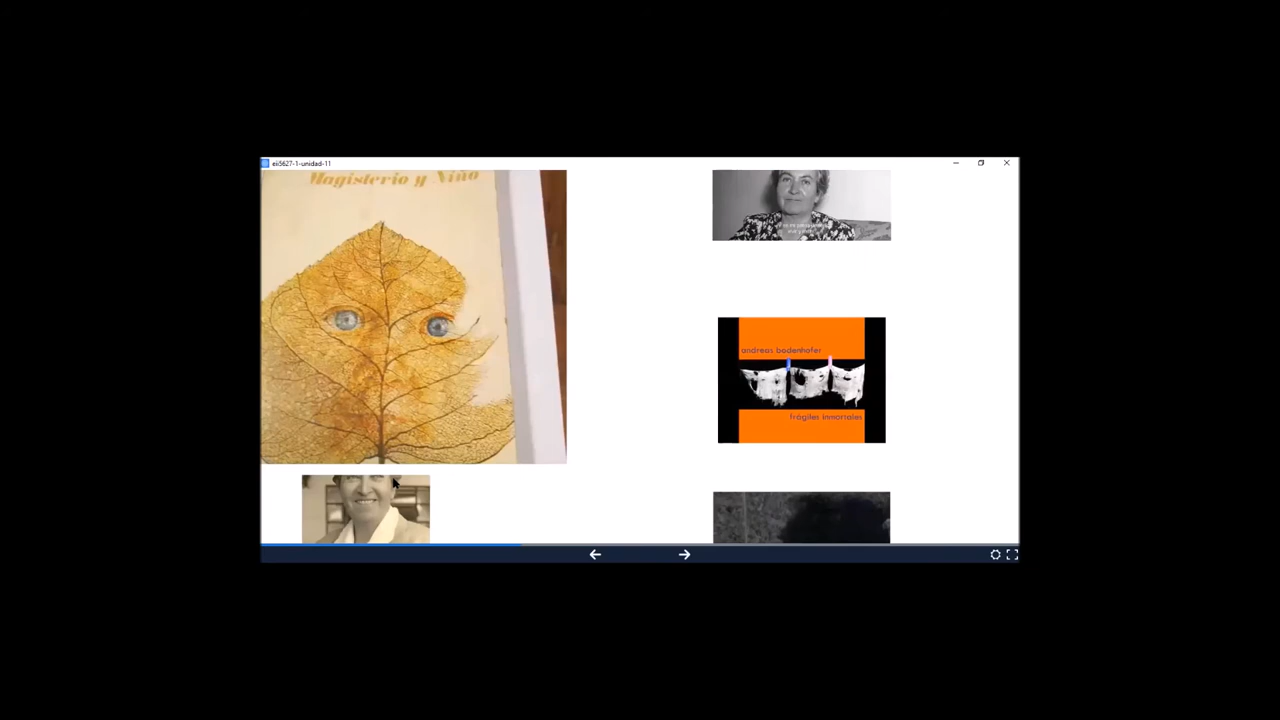 eii5627-1-unidad-11
Magisterio y Niño
andreas bodenhofer
frágiles inmortales